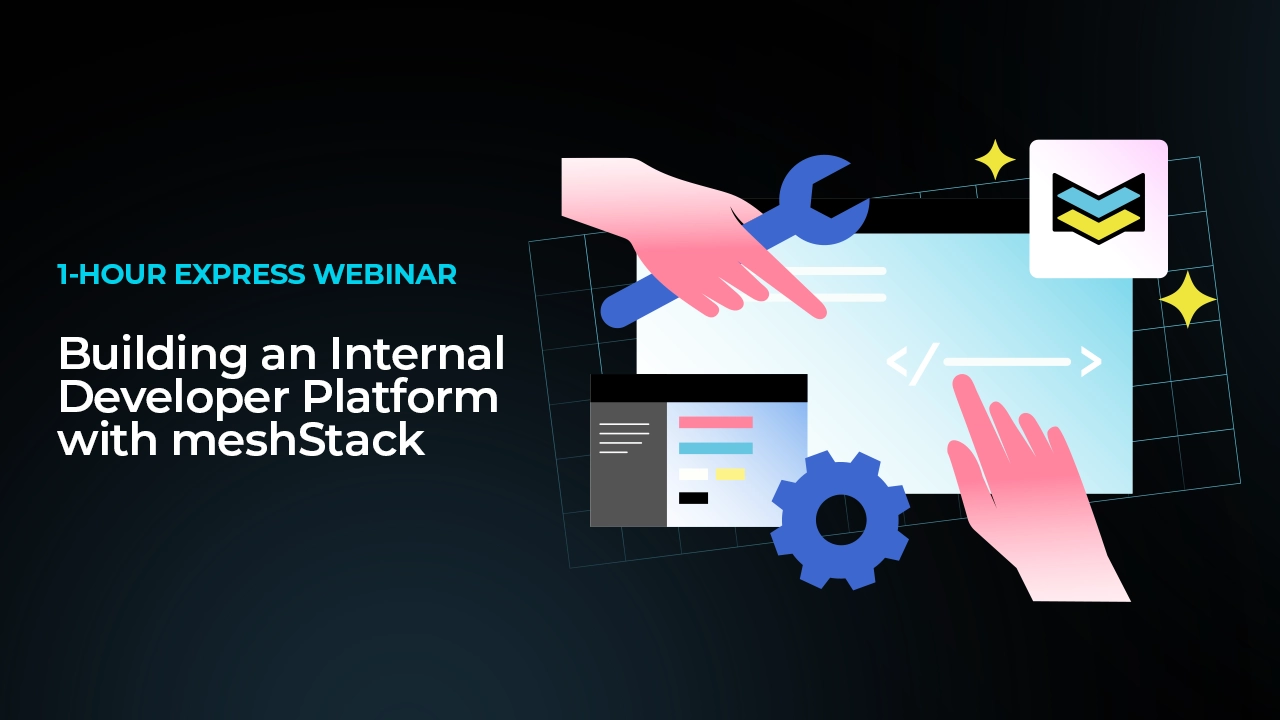 1-HOUR EXPRESS WEBINAR
Building an Internal
Developer Platform
with meshStack
</ >